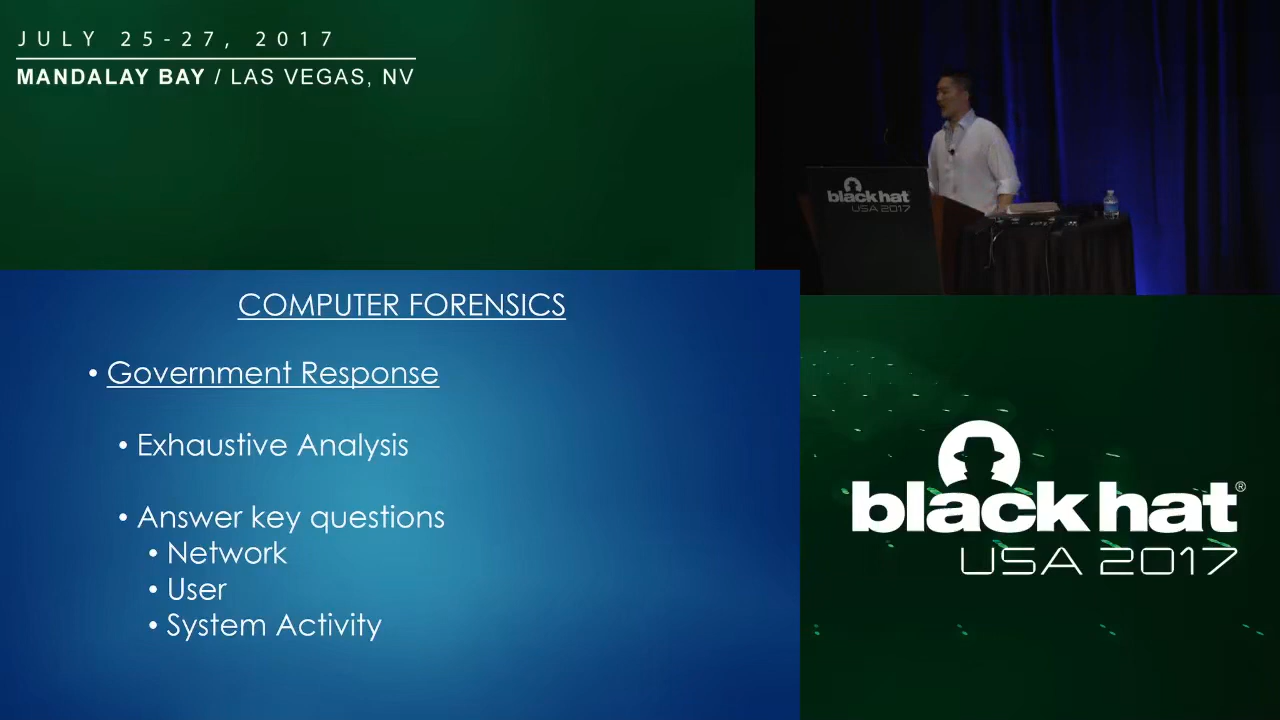 JULY 25-27, 2017
MANDALAY BAY / LAS VEGAS, NV
black hat
USA 2017
COMPUTER FORENSICS
• Government Response
• Exhaustive Analysis
• Answer key questions
• Network
• User
• System Activity
black hat®
USA 2017